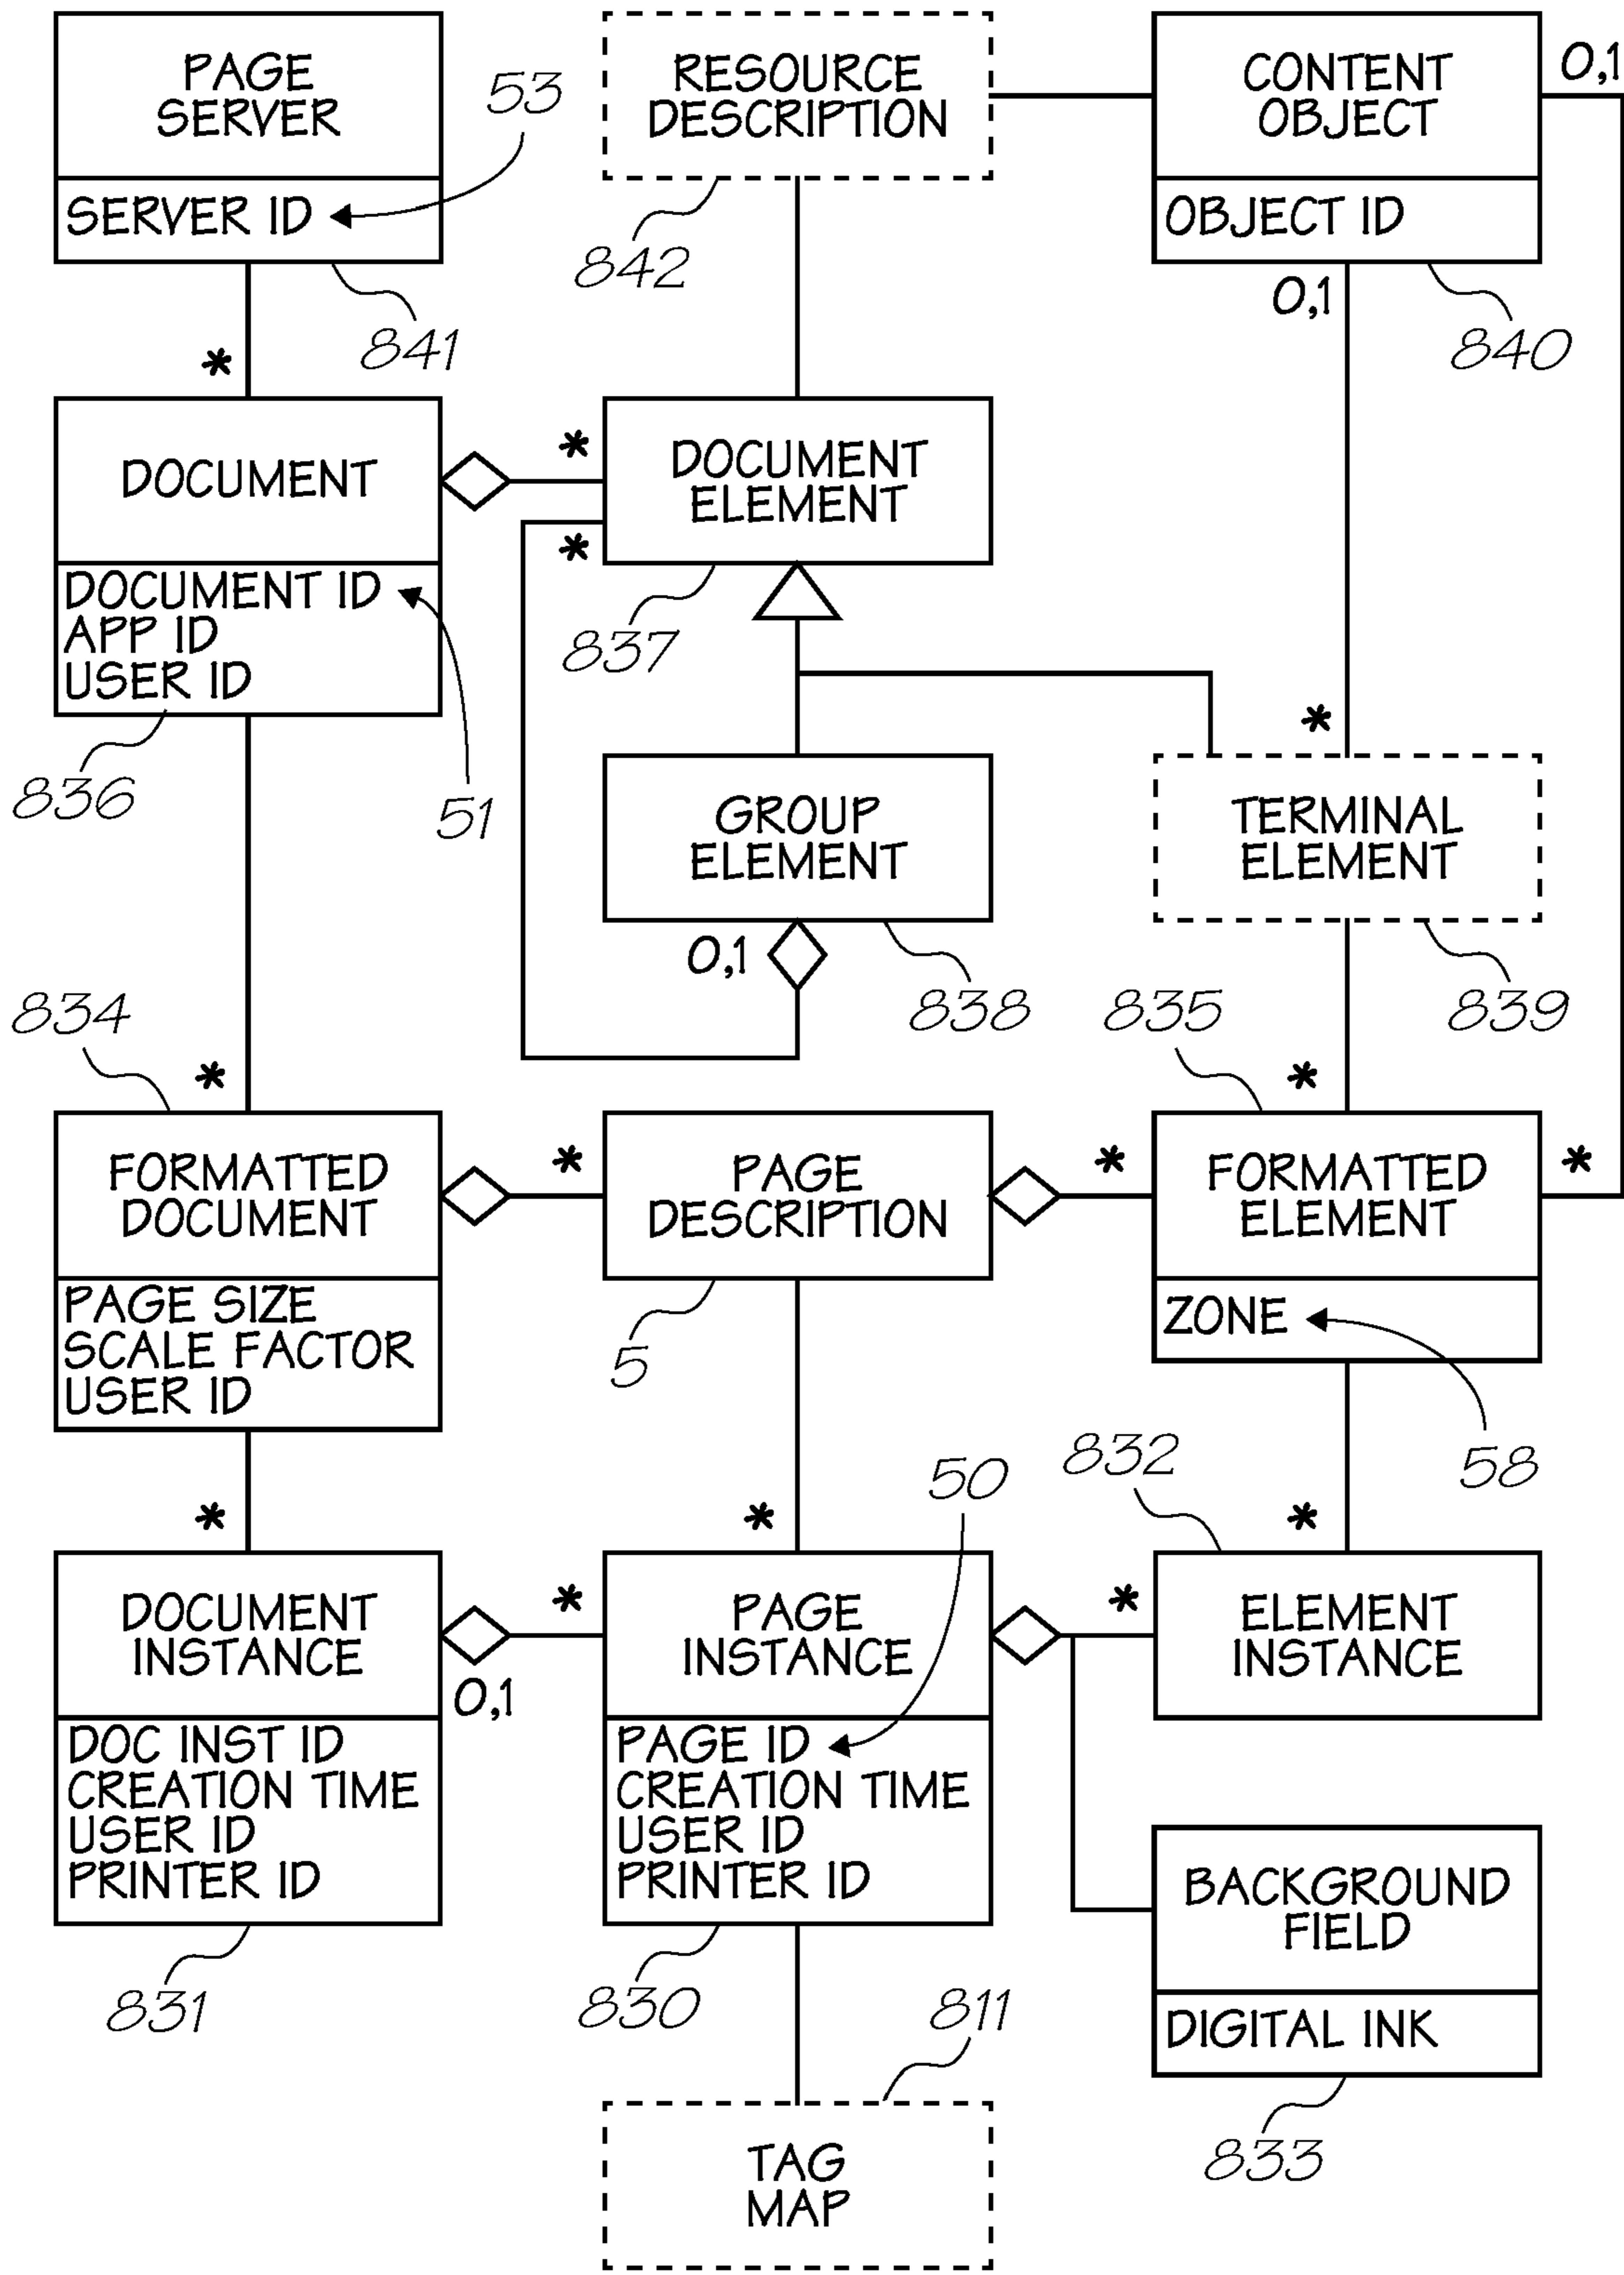 PAGE
SERVER
SERVER ID
53
841
RESOURCE
DESCRIPTION
842
CONTENT
OBJECT
OBJECT ID
0,1
0,1
840
*
DOCUMENT
DOCUMENT ID
APP ID
USER ID
836
51
*
*
DOCUMENT
ELEMENT
837
GROUP
ELEMENT
0,1
838
*
TERMINAL
ELEMENT
839
834
*
FORMATTED
DOCUMENT
PAGE SIZE
SCALE FACTOR
USER ID
*
PAGE
DESCRIPTION
5
835
*
*
FORMATTED
ELEMENT
*
ZONE
58
*
DOCUMENT
INSTANCE
0,1
DOC INST ID
CREATION TIME
USER ID
PRINTER ID
831
*
*
50
PAGE
INSTANCE
PAGE ID
CREATION TIME
USER ID
PRINTER ID
830
832
*
*
ELEMENT
INSTANCE
BACKGROUND
FIELD
DIGITAL INK
833
811
TAG
MAP